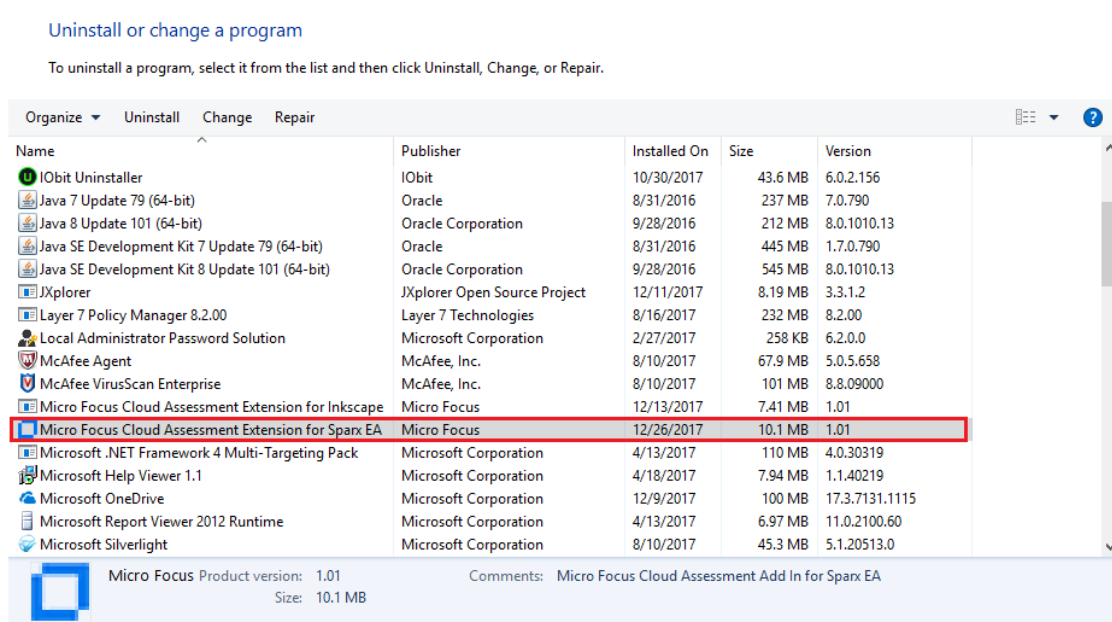 Uninstall or change a program
To uninstall a program, select it from the list and then click Uninstall, Change, or Repair.
Organize Uninstall Change Repair
Name Publisher Installed On Size Version
IObit Uninstaller IObit 10/30/2017 43.6 MB 6.0.2.156
Java 7 Update 79 (64-bit) Oracle 8/31/2016 237 MB 7.0.790
Java 8 Update 101 (64-bit) Oracle Corporation 9/28/2016 212 MB 8.0.1010.13
Java SE Development Kit 7 Update 79 (64-bit) Oracle 8/31/2016 445 MB 1.7.0.790
Java SE Development Kit 8 Update 101 (64-bit) Oracle Corporation 9/28/2016 545 MB 8.0.1010.13
JXplorer JXplorer Open Source Project 12/11/2017 8.19 MB 3.3.1.2
Layer 7 Policy Manager 8.2.00 Layer 7 Technologies 8/16/2017 232 MB 8.2.00
Local Administrator Password Solution Microsoft Corporation 2/27/2017 258 KB 6.2.0.0
McAfee Agent McAfee, Inc. 8/10/2017 67.9 MB 5.0.5.658
McAfee VirusScan Enterprise McAfee, Inc. 8/10/2017 101 MB 8.8.09000
Micro Focus Cloud Assessment Extension for Inkscape Micro Focus 12/13/2017 7.41 MB 1.01
Micro Focus Cloud Assessment Extension for Sparx EA Micro Focus 12/26/2017 10.1 MB 1.01
Microsoft .NET Framework 4 Multi-Targeting Pack Microsoft Corporation 4/13/2017 110 MB 4.0.30319
Microsoft Help Viewer 1.1 Microsoft Corporation 4/18/2017 7.94 MB 1.1.40219
Microsoft OneDrive Microsoft Corporation 12/9/2017 100 MB 17.3.7131.1115
Microsoft Report Viewer 2012 Runtime Microsoft Corporation 4/13/2017 6.97 MB 11.0.2100.60
Microsoft Silverlight Microsoft Corporation 8/10/2017 45.3 MB 5.1.20513.0
Micro Focus Product version: 1.01 Comments: Micro Focus Cloud Assessment Add In for Sparx EA
Size: 10.1 MB